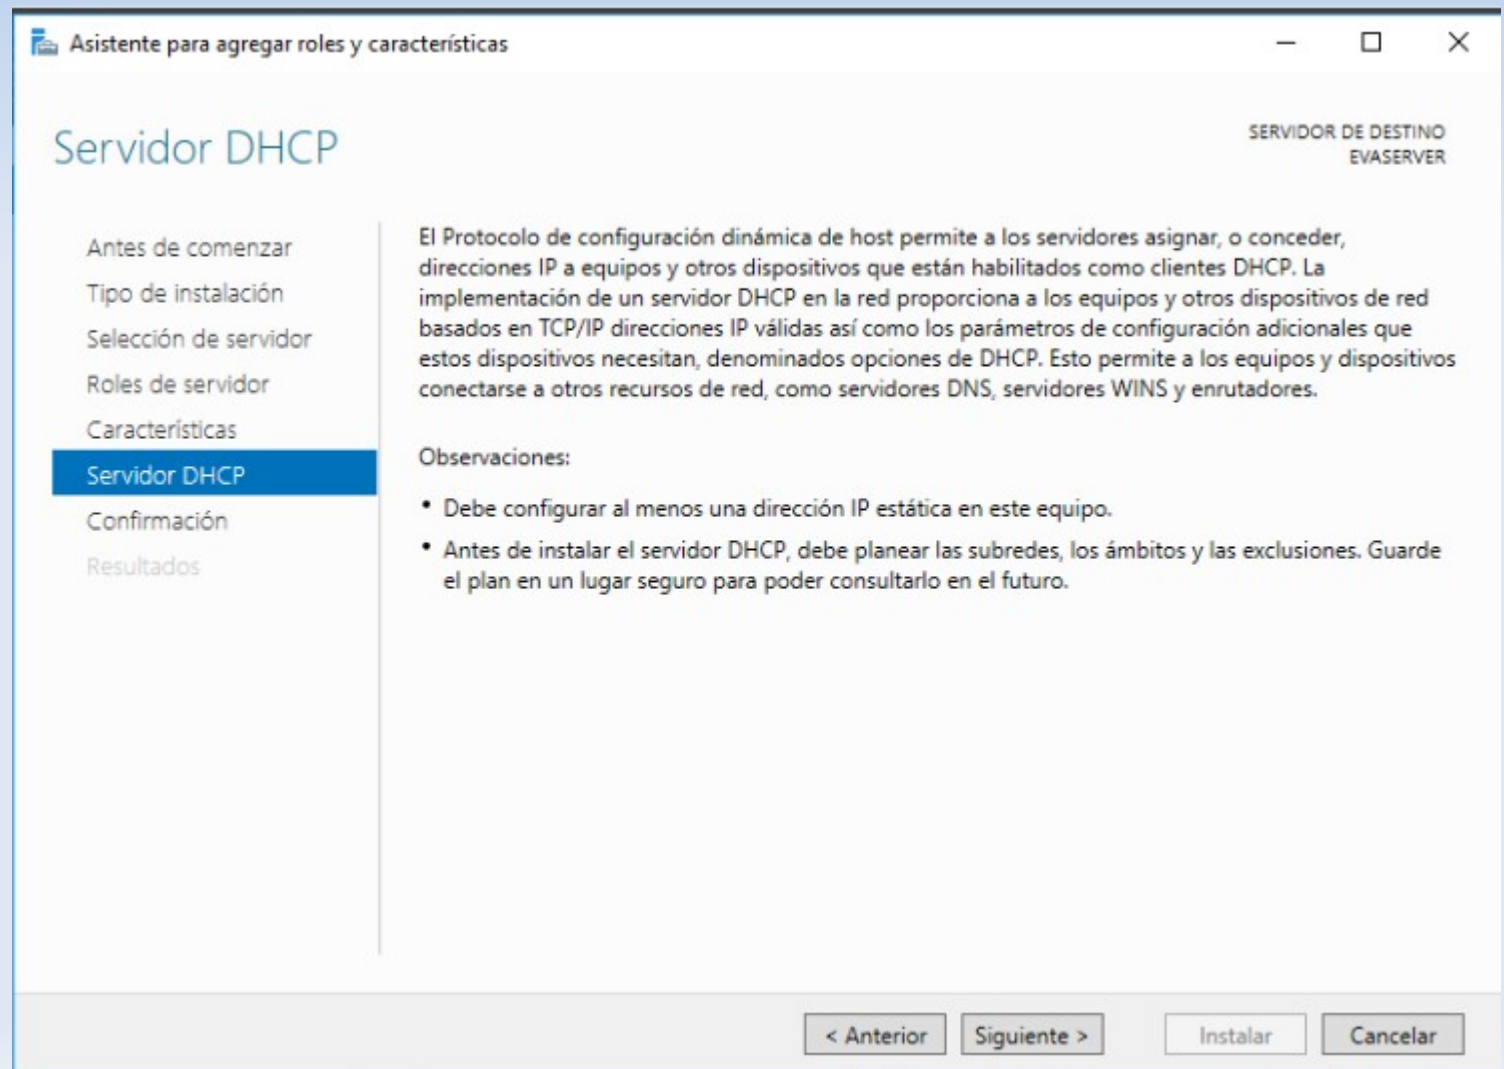 Asistente para agregar roles y características
Servidor DHCP
SERVIDOR DE DESTINO
EVASERVER
Antes de comenzar
Tipo de instalación
Selección de servidor
Roles de servidor
Características
Servidor DHCP
Confirmación
Resultados
El Protocolo de configuración dinámica de host permite a los servidores asignar, o conceder,
direcciones IP a equipos y otros dispositivos que están habilitados como clientes DHCP. La
implementación de un servidor DHCP en la red proporciona a los equipos y otros dispositivos de red
basados en TCP/IP direcciones IP válidas así como los parámetros de configuración adicionales que
estos dispositivos necesitan, denominados opciones de DHCP. Esto permite a los equipos y dispositivos
conectarse a otros recursos de red, como servidores DNS, servidores WINS y enrutadores.
Observaciones:
• Debe configurar al menos una dirección IP estática en este equipo.
• Antes de instalar el servidor DHCP, debe planear las subredes, los ámbitos y las exclusiones. Guarde
el plan en un lugar seguro para poder consultarlo en el futuro.
< Anterior
Siguiente >
Instalar
Cancelar